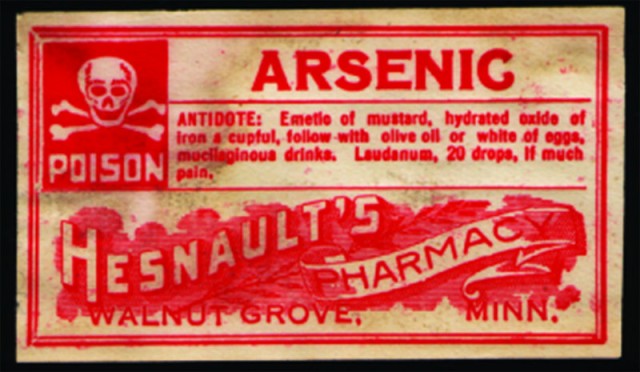 ARSENIC
POISON
ANTIDOTE: Emetic of mustard, hydrated oxide of
iron a cupful, follow with olive oil or white of eggs,
mucilaginous drinks. Laudanum, 20 drops, if much
pain.
HESNAULT'S
PHARMACY
WALNUT GROVE, MINN.